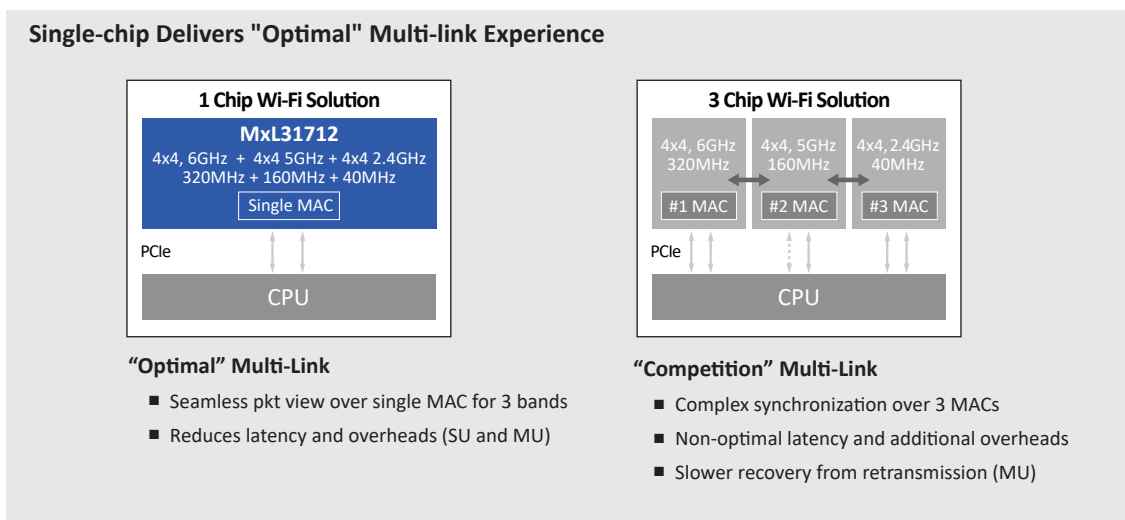 Single-chip Delivers "Optimal" Multi-link Experience
1 Chip Wi-Fi Solution
MxL31712
4x4, 6GHz + 4x4 5GHz + 4x4 2.4GHz
320MHz + 160MHz + 40MHz
Single MAC
PCIe
CPU
“Optimal” Multi-Link
■ Seamless pkt view over single MAC for 3 bands
■ Reduces latency and overheads (SU and MU)
3 Chip Wi-Fi Solution
4x4, 6GHz
320MHz
#1 MAC
4x4, 5GHz
160MHz
#2 MAC
4x4, 2.4GHz
40MHz
#3 MAC
PCIe
CPU
“Competition” Multi-Link
■ Complex synchronization over 3 MACs
■ Non-optimal latency and additional overheads
■ Slower recovery from retransmission (MU)